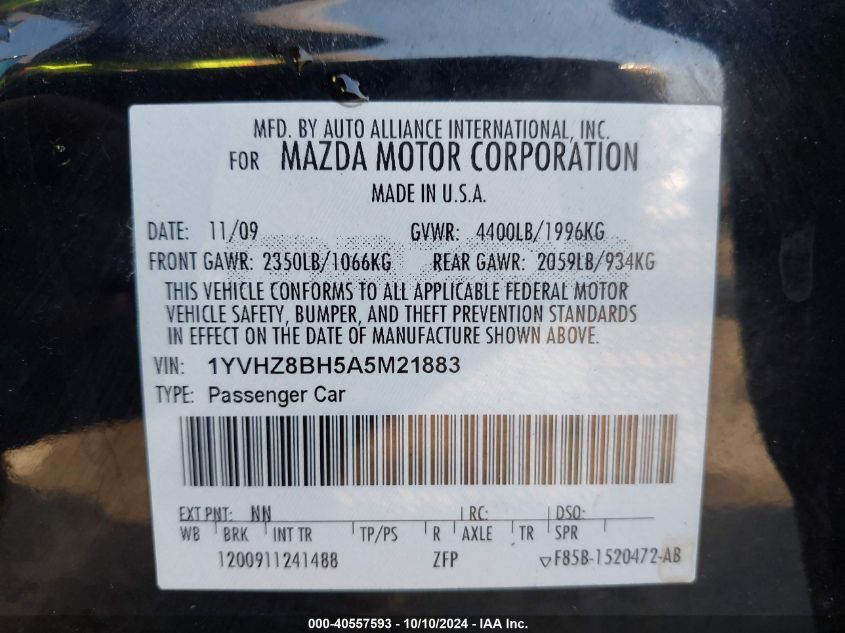 MFD. BY AUTO ALLIANCE INTERNATIONAL, INC.
FOR MAZDA MOTOR CORPORATION
MADE IN U.S.A.
DATE: 11/09 GVWR: 4400LB/1996KG
FRONT GAWR: 2350LB/1066KG REAR GAWR: 2059LB/934KG
THIS VEHICLE CONFORMS TO ALL APPLICABLE FEDERAL MOTOR
VEHICLE SAFETY, BUMPER, AND THEFT PREVENTION STANDARDS
IN EFFECT ON THE DATE OF MANUFACTURE SHOWN ABOVE.
VIN: 1YVHZ8BH5A5M21883
TYPE: Passenger Car
EXT PNT: NN RC: DSO:
WB BRK INT TR TP/PS R AXLE TR SPR
1200911241488 ZFP ▽F85B-1520472-AB
000-40557593 - 10/10/2024 - IAA Inc.